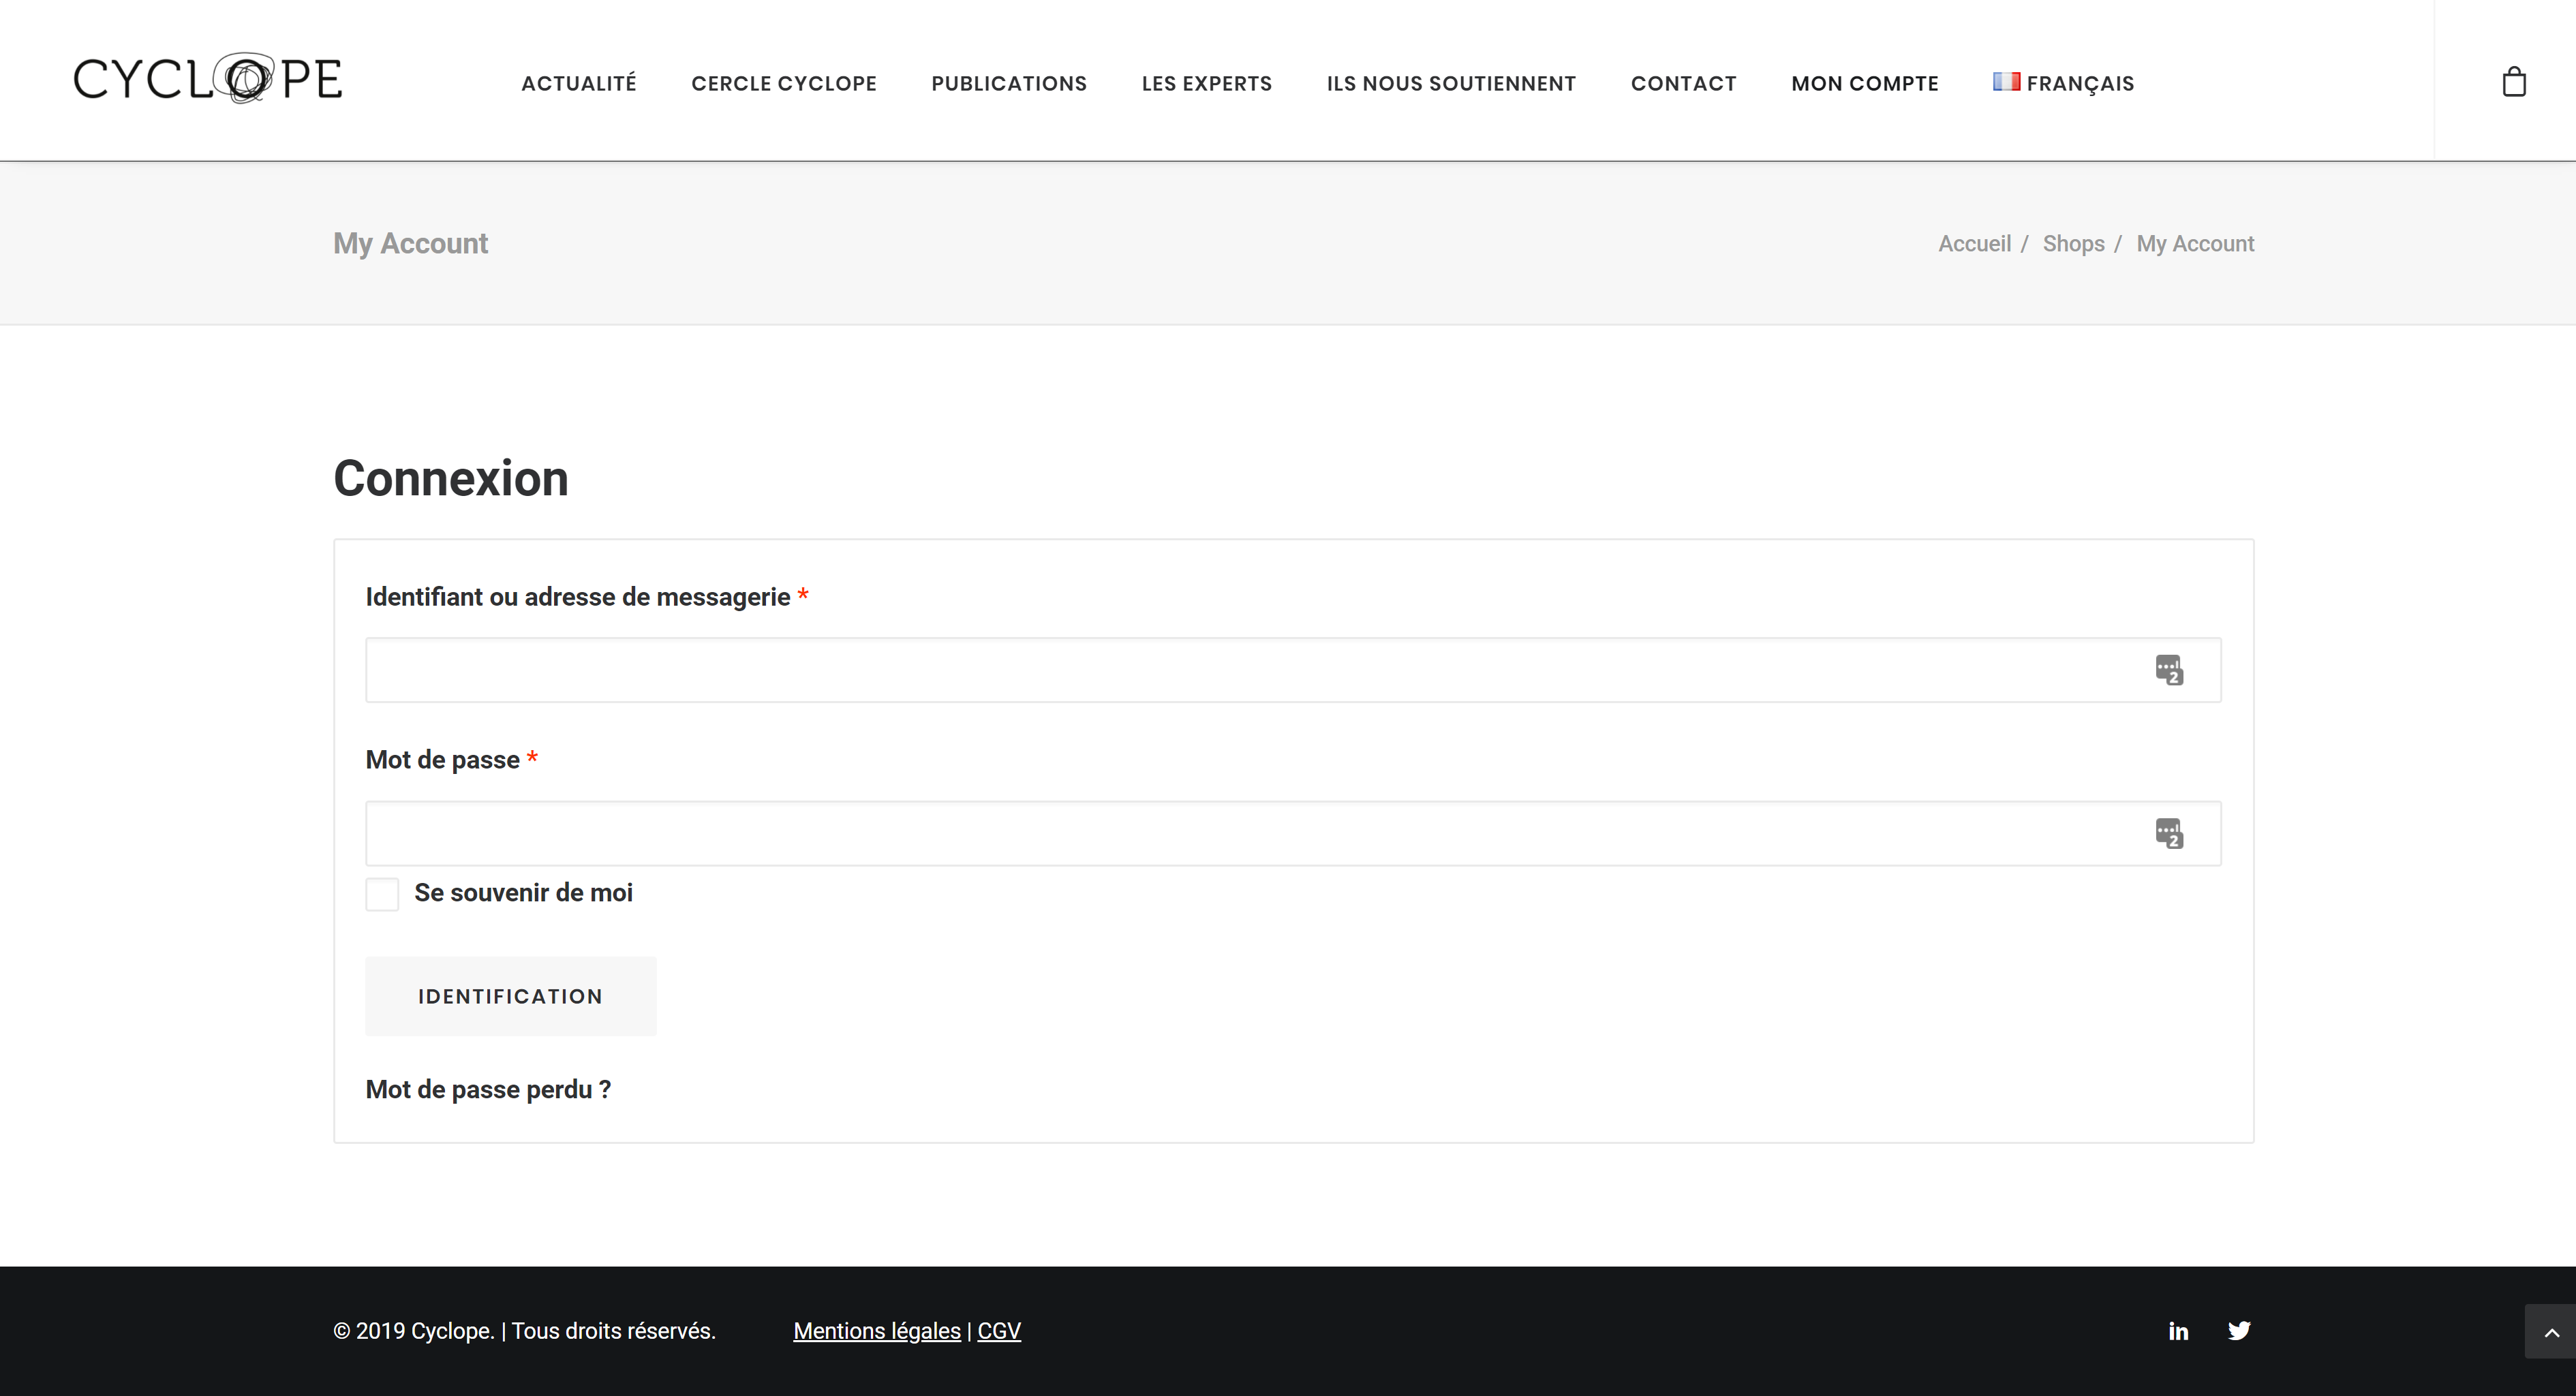 CYCLOPE
ACTUALITÉ CERCLE CYCLOPE PUBLICATIONS LES EXPERTS ILS NOUS SOUTIENNENT CONTACT MON COMPTE FRANÇAIS
My Account
Accueil / Shops / My Account
Connexion
Identifiant ou adresse de messagerie *
2
Mot de passe *
2
Se souvenir de moi
IDENTIFICATION
Mot de passe perdu ?
© 2019 Cyclope. | Tous droits réservés. Mentions légales | CGV
in